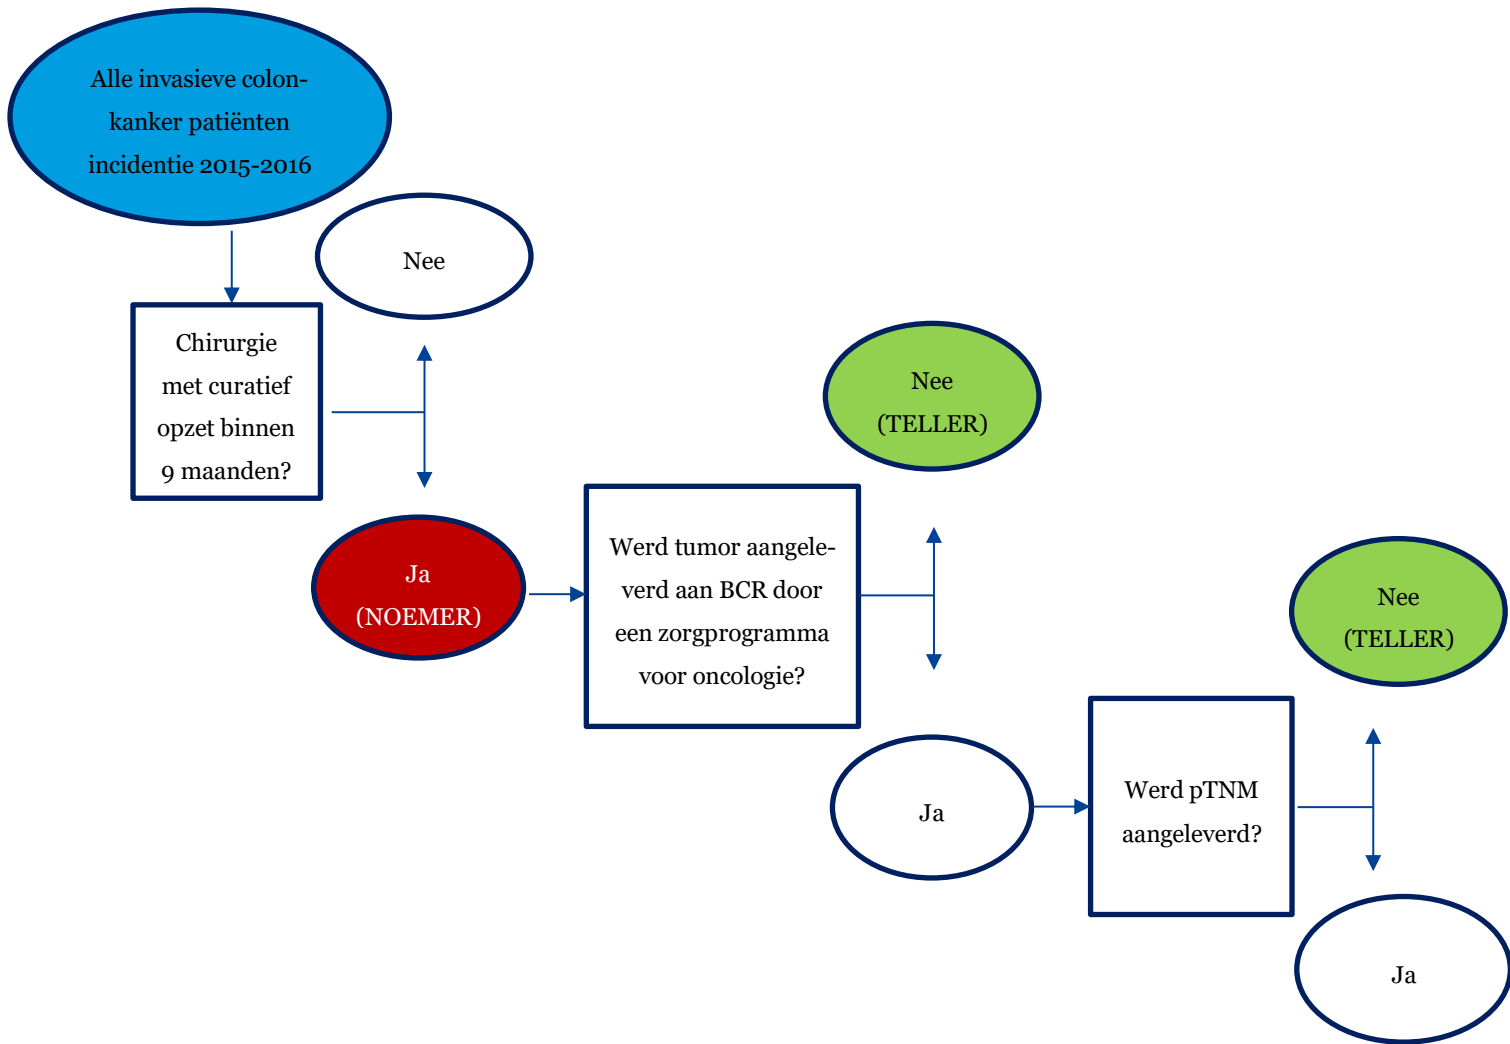 Alle invasieve colon-
kanker patiënten
incidentie 2015-2016
Nee
Chirurgie
met curatief
opzet binnen
9 maanden?
Ja
(NOEMER)
Nee
(TELLER)
Werd tumor aangele-
verd aan BCR door
een zorgprogramma
voor oncologie?
Ja
Nee
(TELLER)
Werd pTNM
aangeleverd?
Ja